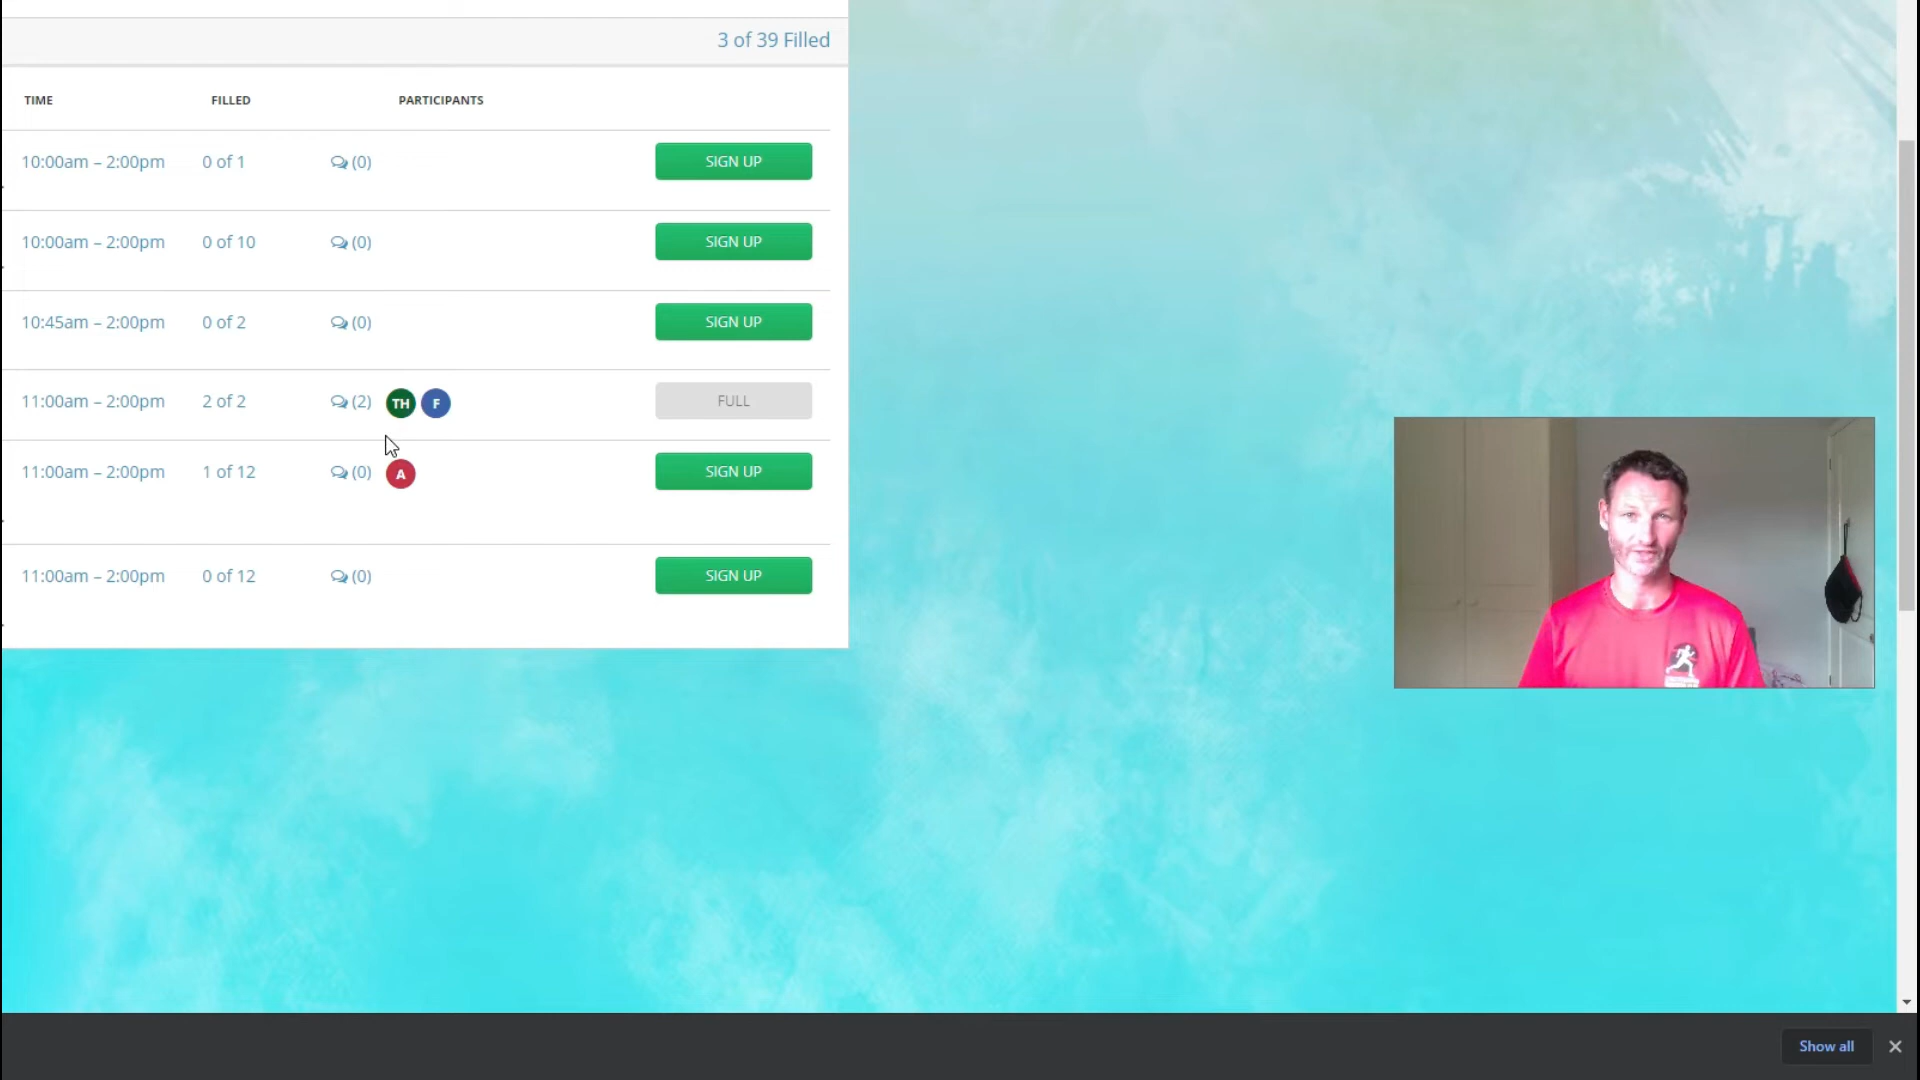 3 of 39 Filled
TIME FILLED PARTICIPANTS
10:00am – 2:00pm 0 of 1 (0) SIGN UP
10:00am – 2:00pm 0 of 10 (0) SIGN UP
10:45am – 2:00pm 0 of 2 (0) SIGN UP
11:00am – 2:00pm 2 of 2 (2) TH F FULL
11:00am – 2:00pm 1 of 12 (0) A SIGN UP
11:00am – 2:00pm 0 of 12 (0) SIGN UP
Show all